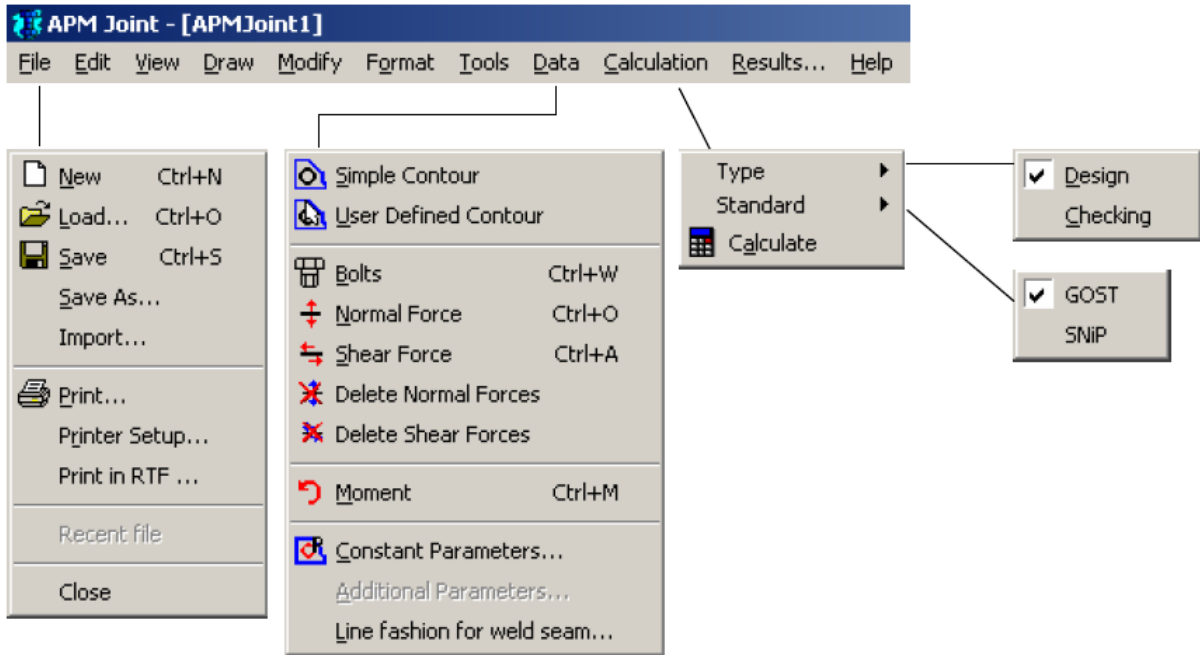 APM Joint - [APMJoint1]
File Edit View Draw Modify Format Tools Data Calculation Results... Help
New Ctrl+N
Load... Ctrl+O
Save Ctrl+S
Save As...
Import...
Print...
Printer Setup...
Print in RTF ...
Recent file
Close
Simple Contour
User Defined Contour
Bolts Ctrl+W
Normal Force Ctrl+O
Shear Force Ctrl+A
Delete Normal Forces
Delete Shear Forces
Moment Ctrl+M
Constant Parameters...
Additional Parameters...
Line fashion for weld seam...
Type
Standard
Calculate
Design
Checking
GOST
SNiP